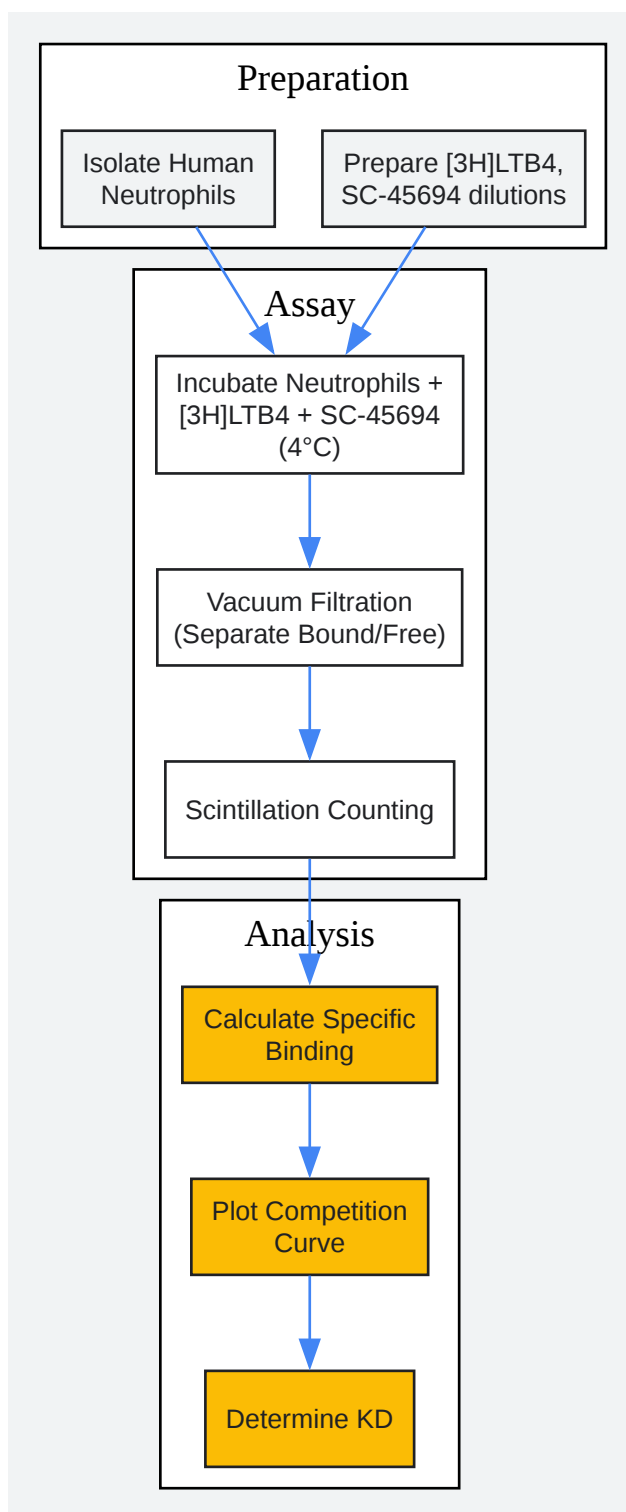 Preparation
Isolate Human
Neutrophils
Prepare [3H]LTB4,
SC-45694 dilutions
Assay
Incubate Neutrophils +
[3H]LTB4 + SC-45694
(4°C)
Vacuum Filtration
(Separate Bound/Free)
Scintillation Counting
Analysis
Calculate Specific
Binding
Plot Competition
Curve
Determine KD